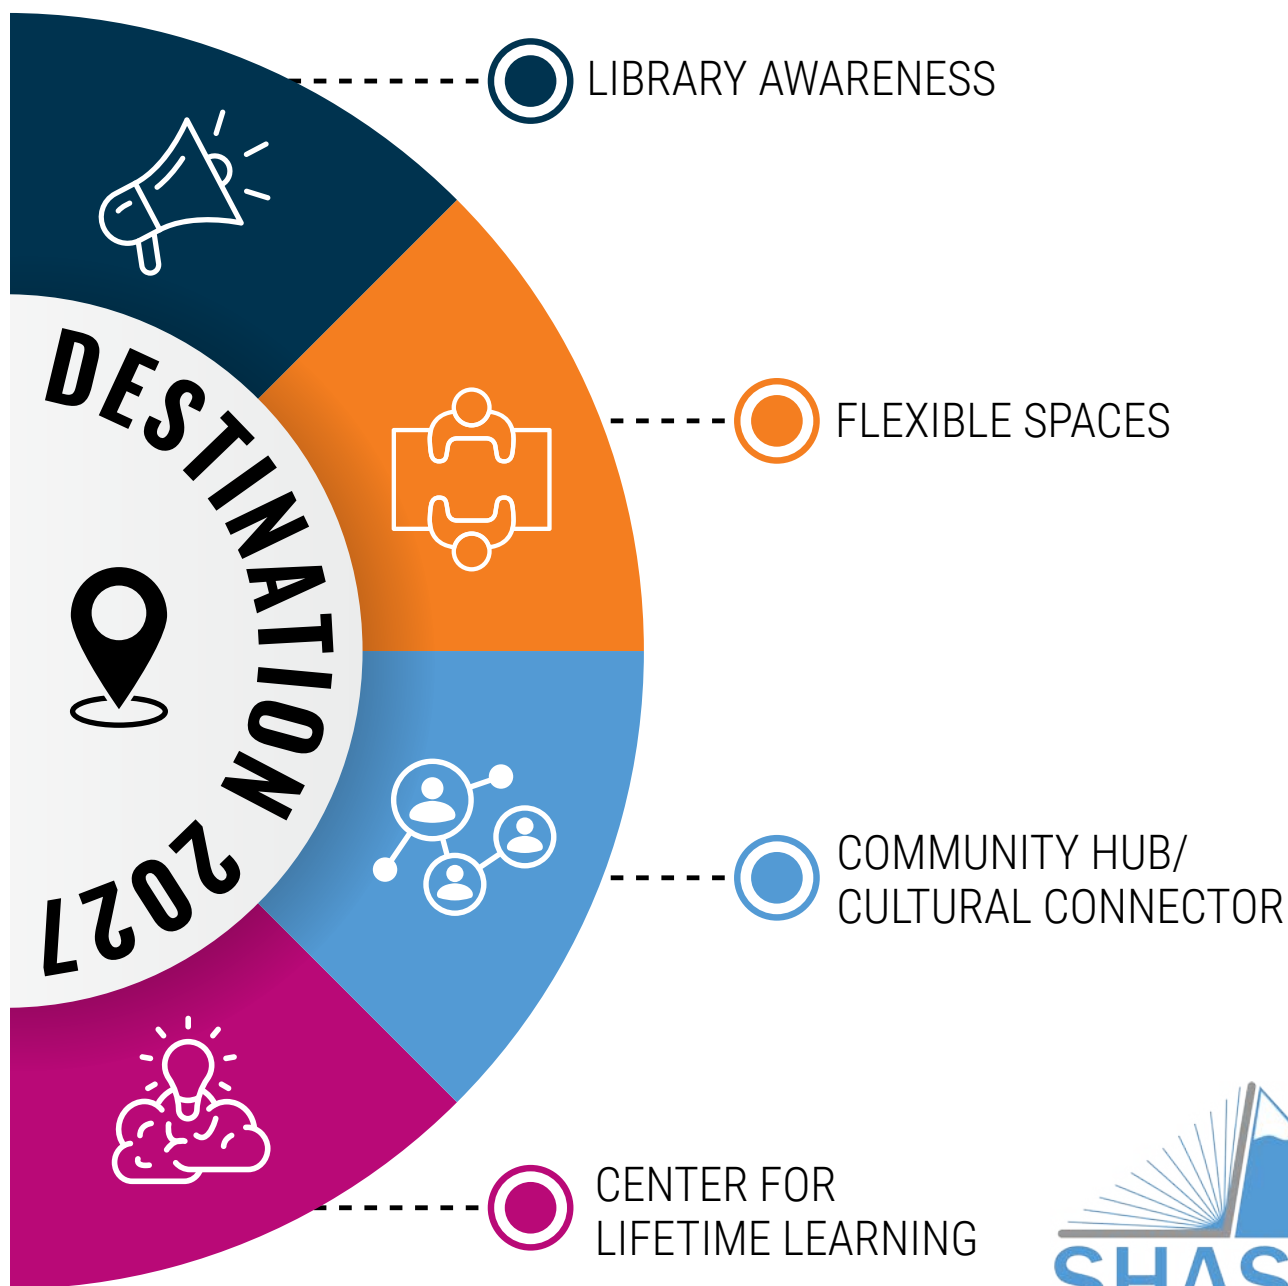 LIBRARY AWARENESS
DESTINATION 2027
FLEXIBLE SPACES
COMMUNITY HUB/
CULTURAL CONNECTOR
CENTER FOR
LIFETIME LEARNING